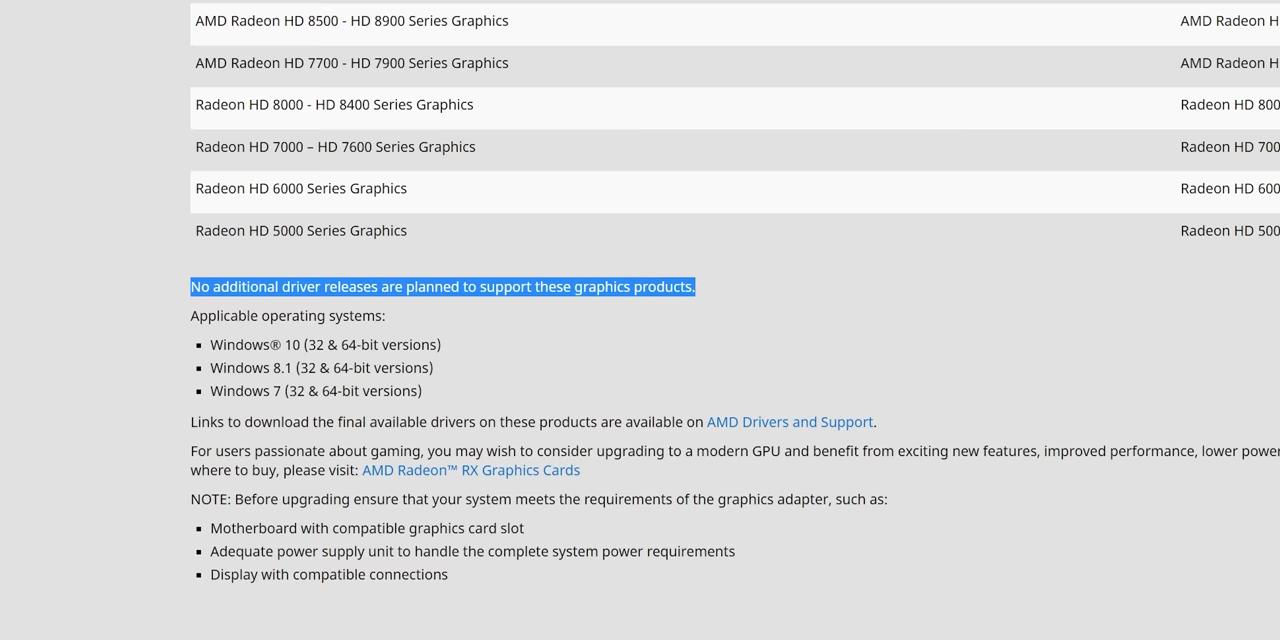 AMD Radeon HD 8500 - HD 8900 Series Graphics AMD Radeon H
AMD Radeon HD 7700 - HD 7900 Series Graphics AMD Radeon H
Radeon HD 8000 - HD 8400 Series Graphics Radeon HD 800
Radeon HD 7000 – HD 7600 Series Graphics Radeon HD 700
Radeon HD 6000 Series Graphics Radeon HD 600
Radeon HD 5000 Series Graphics Radeon HD 500
No additional driver releases are planned to support these graphics products.
Applicable operating systems:
▪ Windows® 10 (32 & 64-bit versions)
▪ Windows 8.1 (32 & 64-bit versions)
▪ Windows 7 (32 & 64-bit versions)
Links to download the final available drivers on these products are available on AMD Drivers and Support.
For users passionate about gaming, you may wish to consider upgrading to a modern GPU and benefit from exciting new features, improved performance, lower power
where to buy, please visit: AMD Radeon™ RX Graphics Cards
NOTE: Before upgrading ensure that your system meets the requirements of the graphics adapter, such as:
▪ Motherboard with compatible graphics card slot
▪ Adequate power supply unit to handle the complete system power requirements
▪ Display with compatible connections